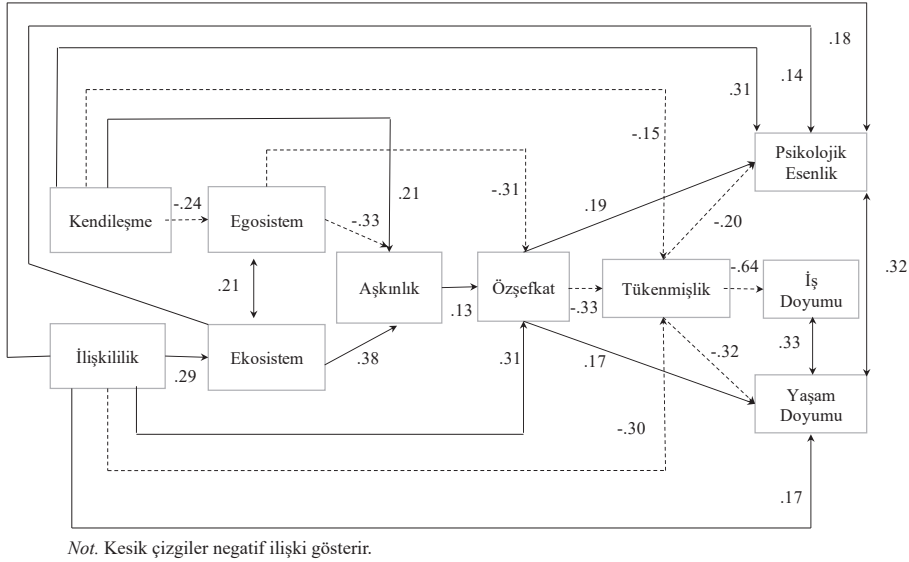 .18
.14
.31
-.15
Psikolojik
Esenlik
.21
-.31
.19
-.24
Kendileşme
Egosistem
-.33
-.20
.32
-.64
Aşkınlık
Özşefkat
Tükenmişlik
İş
Doyumu
.21
.13
-.33
İlişkililik
Ekosistem
.29
.38
.31
.17
-.32
.33
Yaşam
Doyumu
-.30
.17
Not. Kesik çizgiler negatif ilişki gösterir.